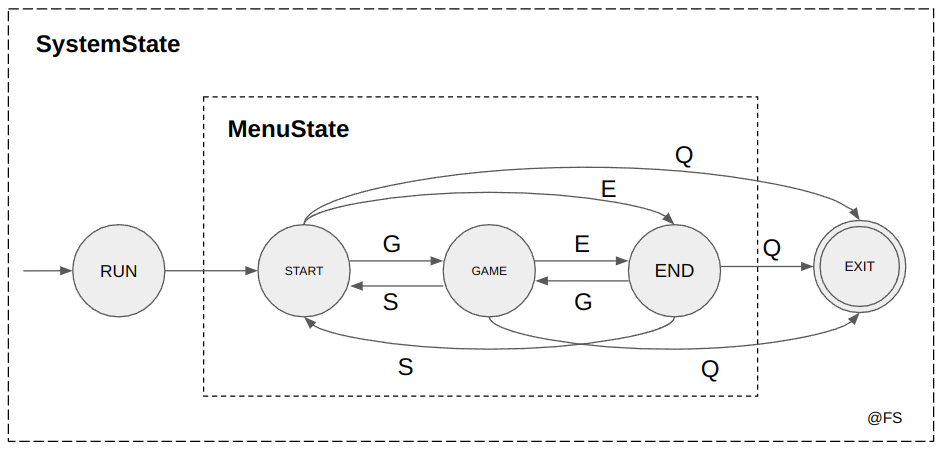 SystemState
MenuState
Q
E
G
E
Q
RUN
START
GAME
END
EXIT
S
G
S
Q
@FS